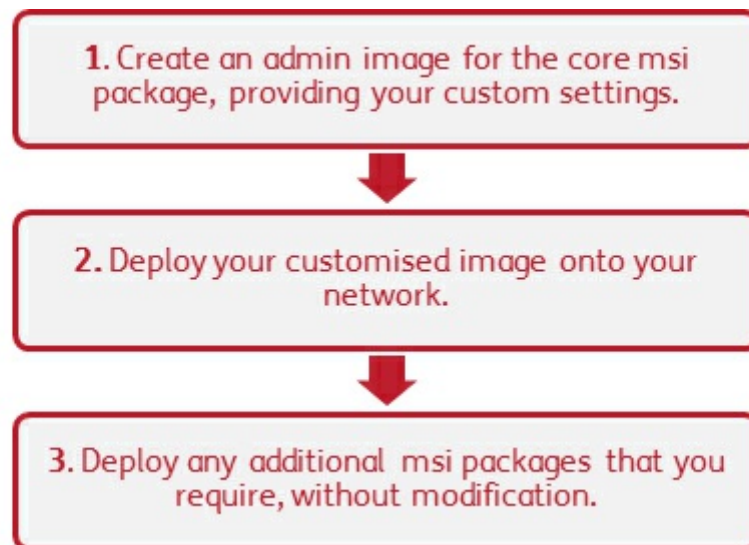 1. Create an admin image for the core msi
package, providing your custom settings.
2. Deploy your customised image onto your
network.
3. Deploy any additional msi packages that you
require, without modification.